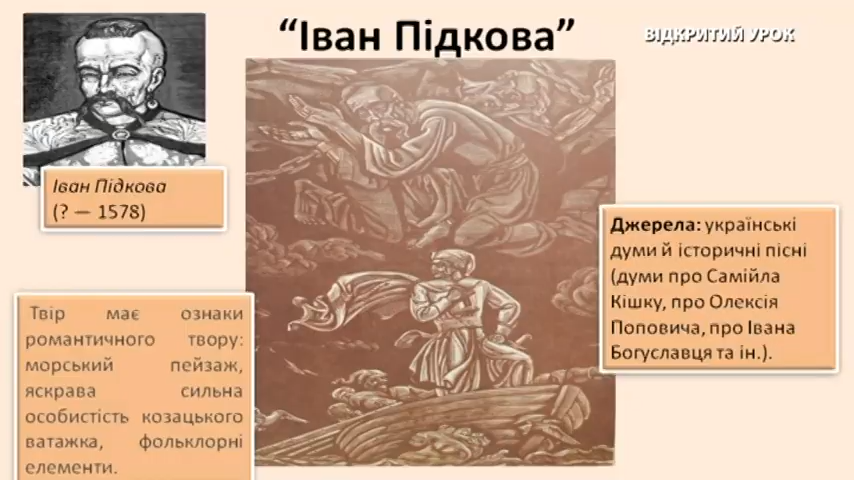 “Іван Підкова”
ВІДКРИТИЙ УРОК
Іван Підкова
(? — 1578)
Джерела: українські
думи й історичні пісні
(думи про Самійла
Кішку, про Олексія
Поповича, про Івана
Богуславця та ін.).
Твір має ознаки
романтичного твору:
морський пейзаж,
яскрава сильна
особистість козацького
ватажка, фольклорні
елементи.